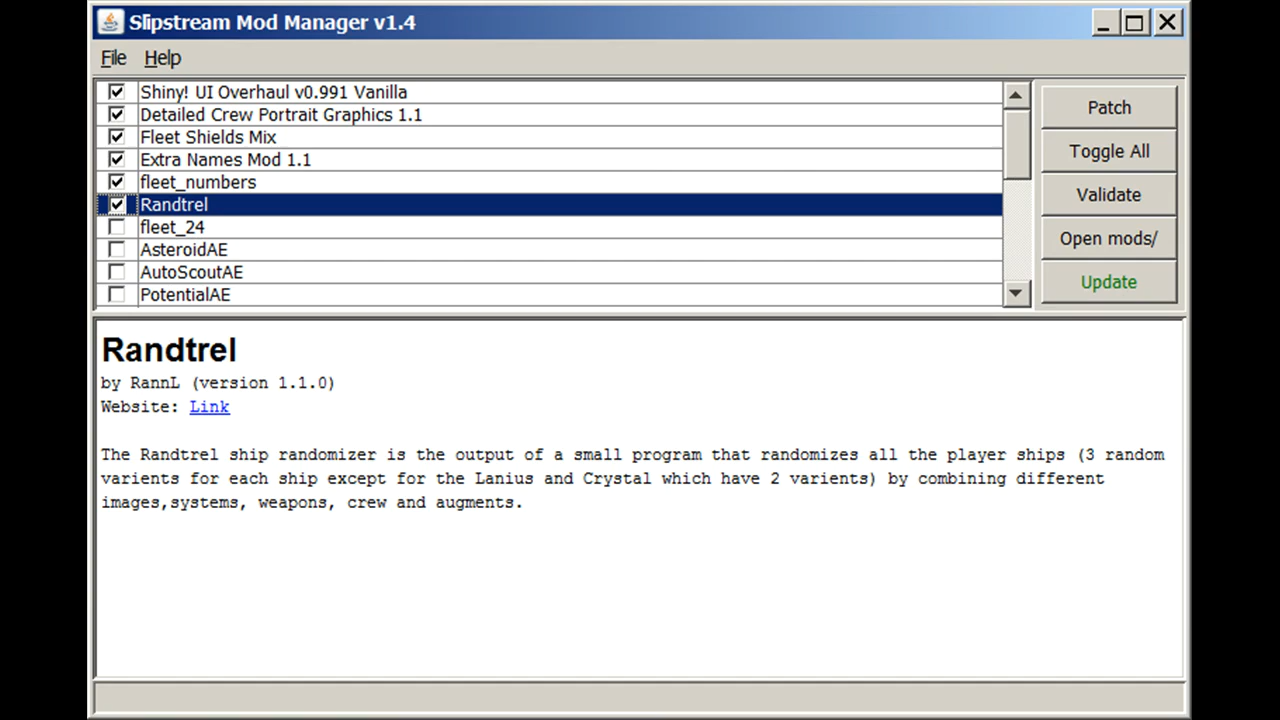 Slipstream Mod Manager v1.4
File Help
Shiny! UI Overhaul v0.991 Vanilla
Detailed Crew Portrait Graphics 1.1
Fleet Shields Mix
Extra Names Mod 1.1
fleet_numbers
Randtrel
fleet_24
AsteroidAE
AutoScoutAE
PotentialAE
Patch
Toggle All
Validate
Open mods/
Update
Randtrel
by RannL (version 1.1.0)
Website: Link
The Randtrel ship randomizer is the output of a small program that randomizes all the player ships (3 random
varients for each ship except for the Lanius and Crystal which have 2 varients) by combining different
images,systems, weapons, crew and augments.